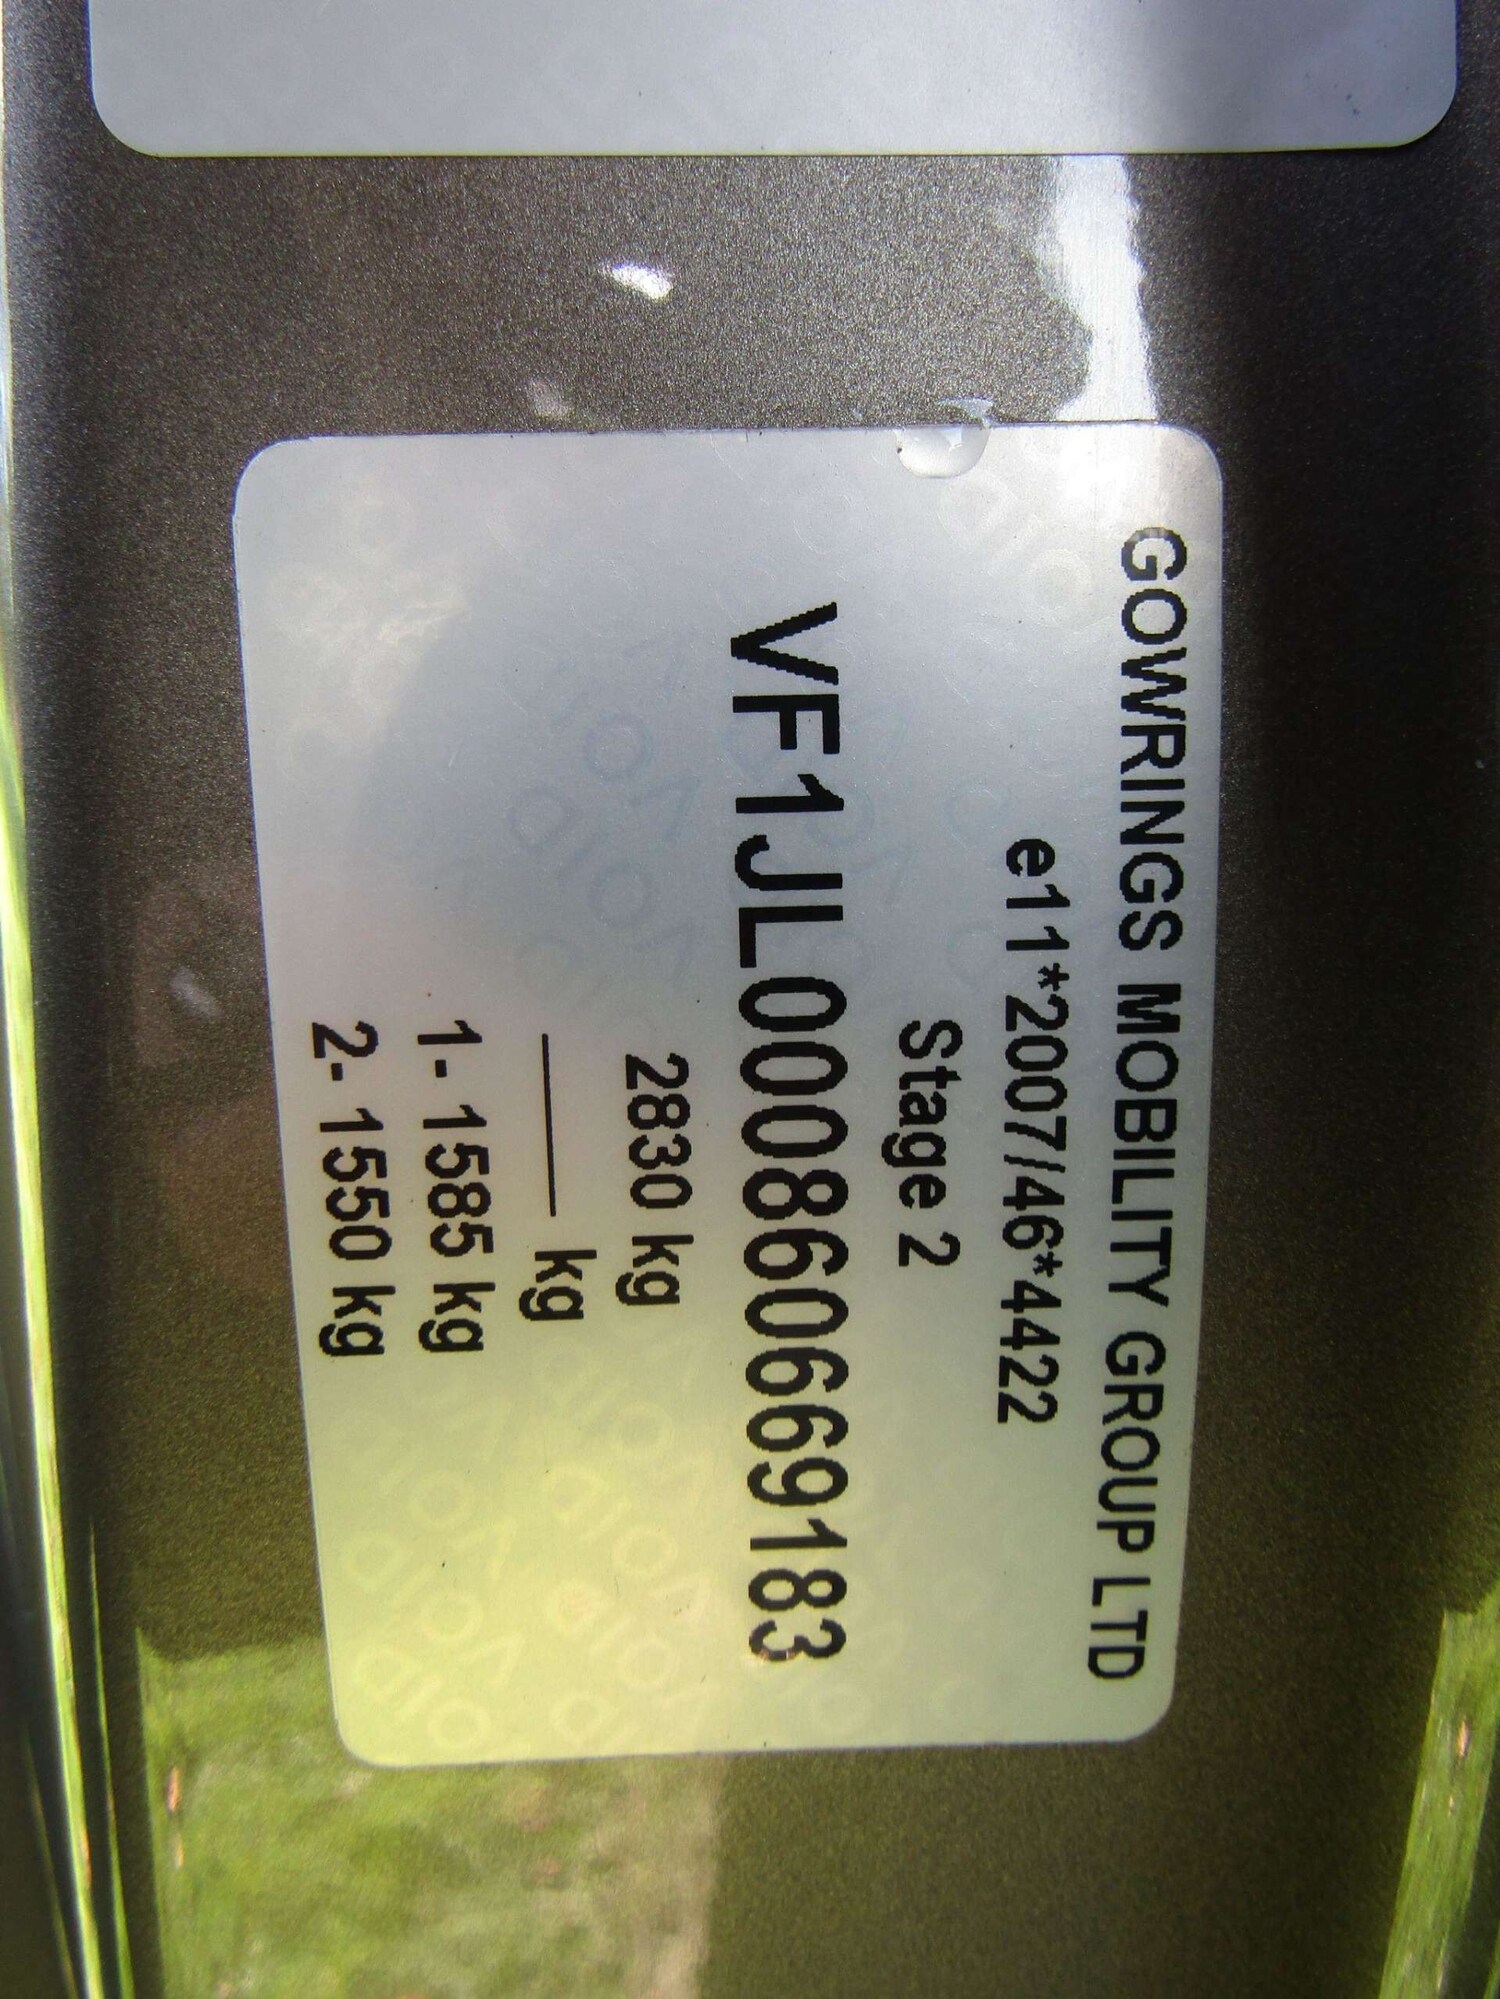 GOWRINGS MOBILITY GROUP LTD
e11*2007/46*4422
Stage 2
VF1JL000860669183
2830 kg
____ kg
1- 1585 kg
2- 1550 kg